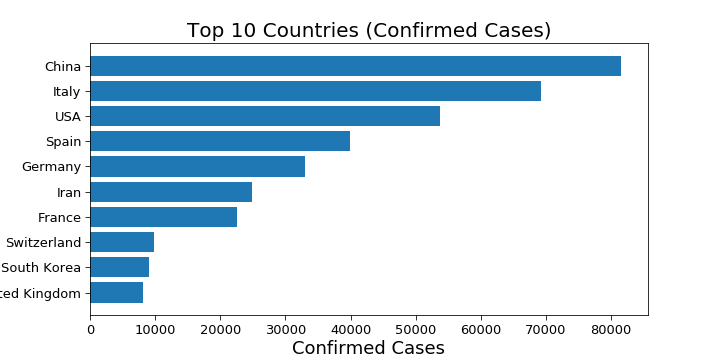 Top 10 Countries (Confirmed Cases)
China
Italy
USA
Spain
Germany
Iran
France
Switzerland
South Korea
ted Kingdom
0 10000 20000 30000 40000 50000 60000 70000 80000
Confirmed Cases